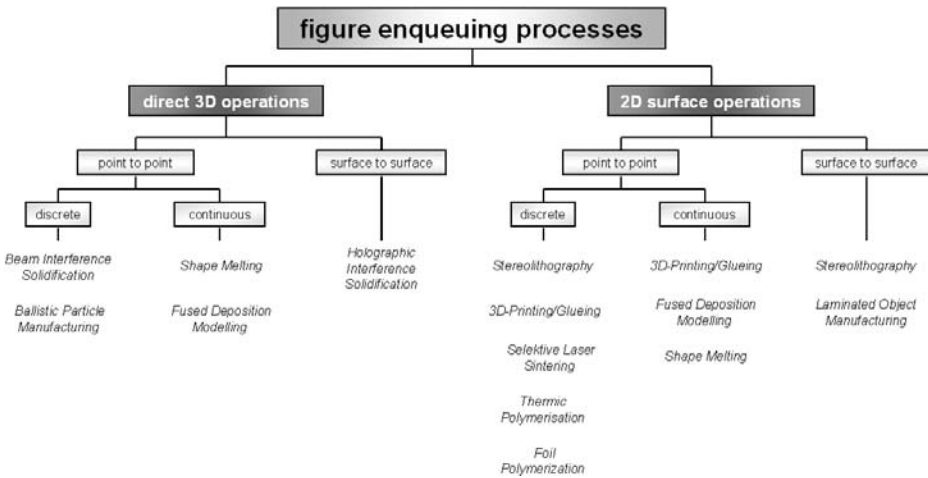 figure enqueuing processes
direct 3D operations
2D surface operations
point to point
surface to surface
point to point
surface to surface
discrete
continuous
discrete
continuous
Beam Interference
Solidification
Ballistic Particle
Manufacturing
Shape Melting
Fused Deposition
Modelling
Holographic
Interference
Solidification
Stereolithography
3D-Printing/Glueing
Selektive Laser
Sintering
Thermic
Polymerisation
Foil
Polymerization
3D-Printing/Glueing
Fused Deposition
Modelling
Shape Melting
Stereolithography
Laminated Object
Manufacturing